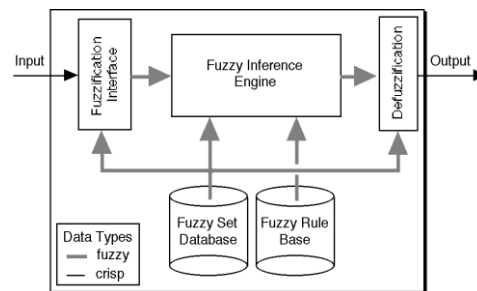 Input
Fuzzification
Interface
Fuzzy Inference
Engine
Defuzzification
Output
Fuzzy Set
Database
Fuzzy Rule
Base
Data Types
fuzzy
crisp